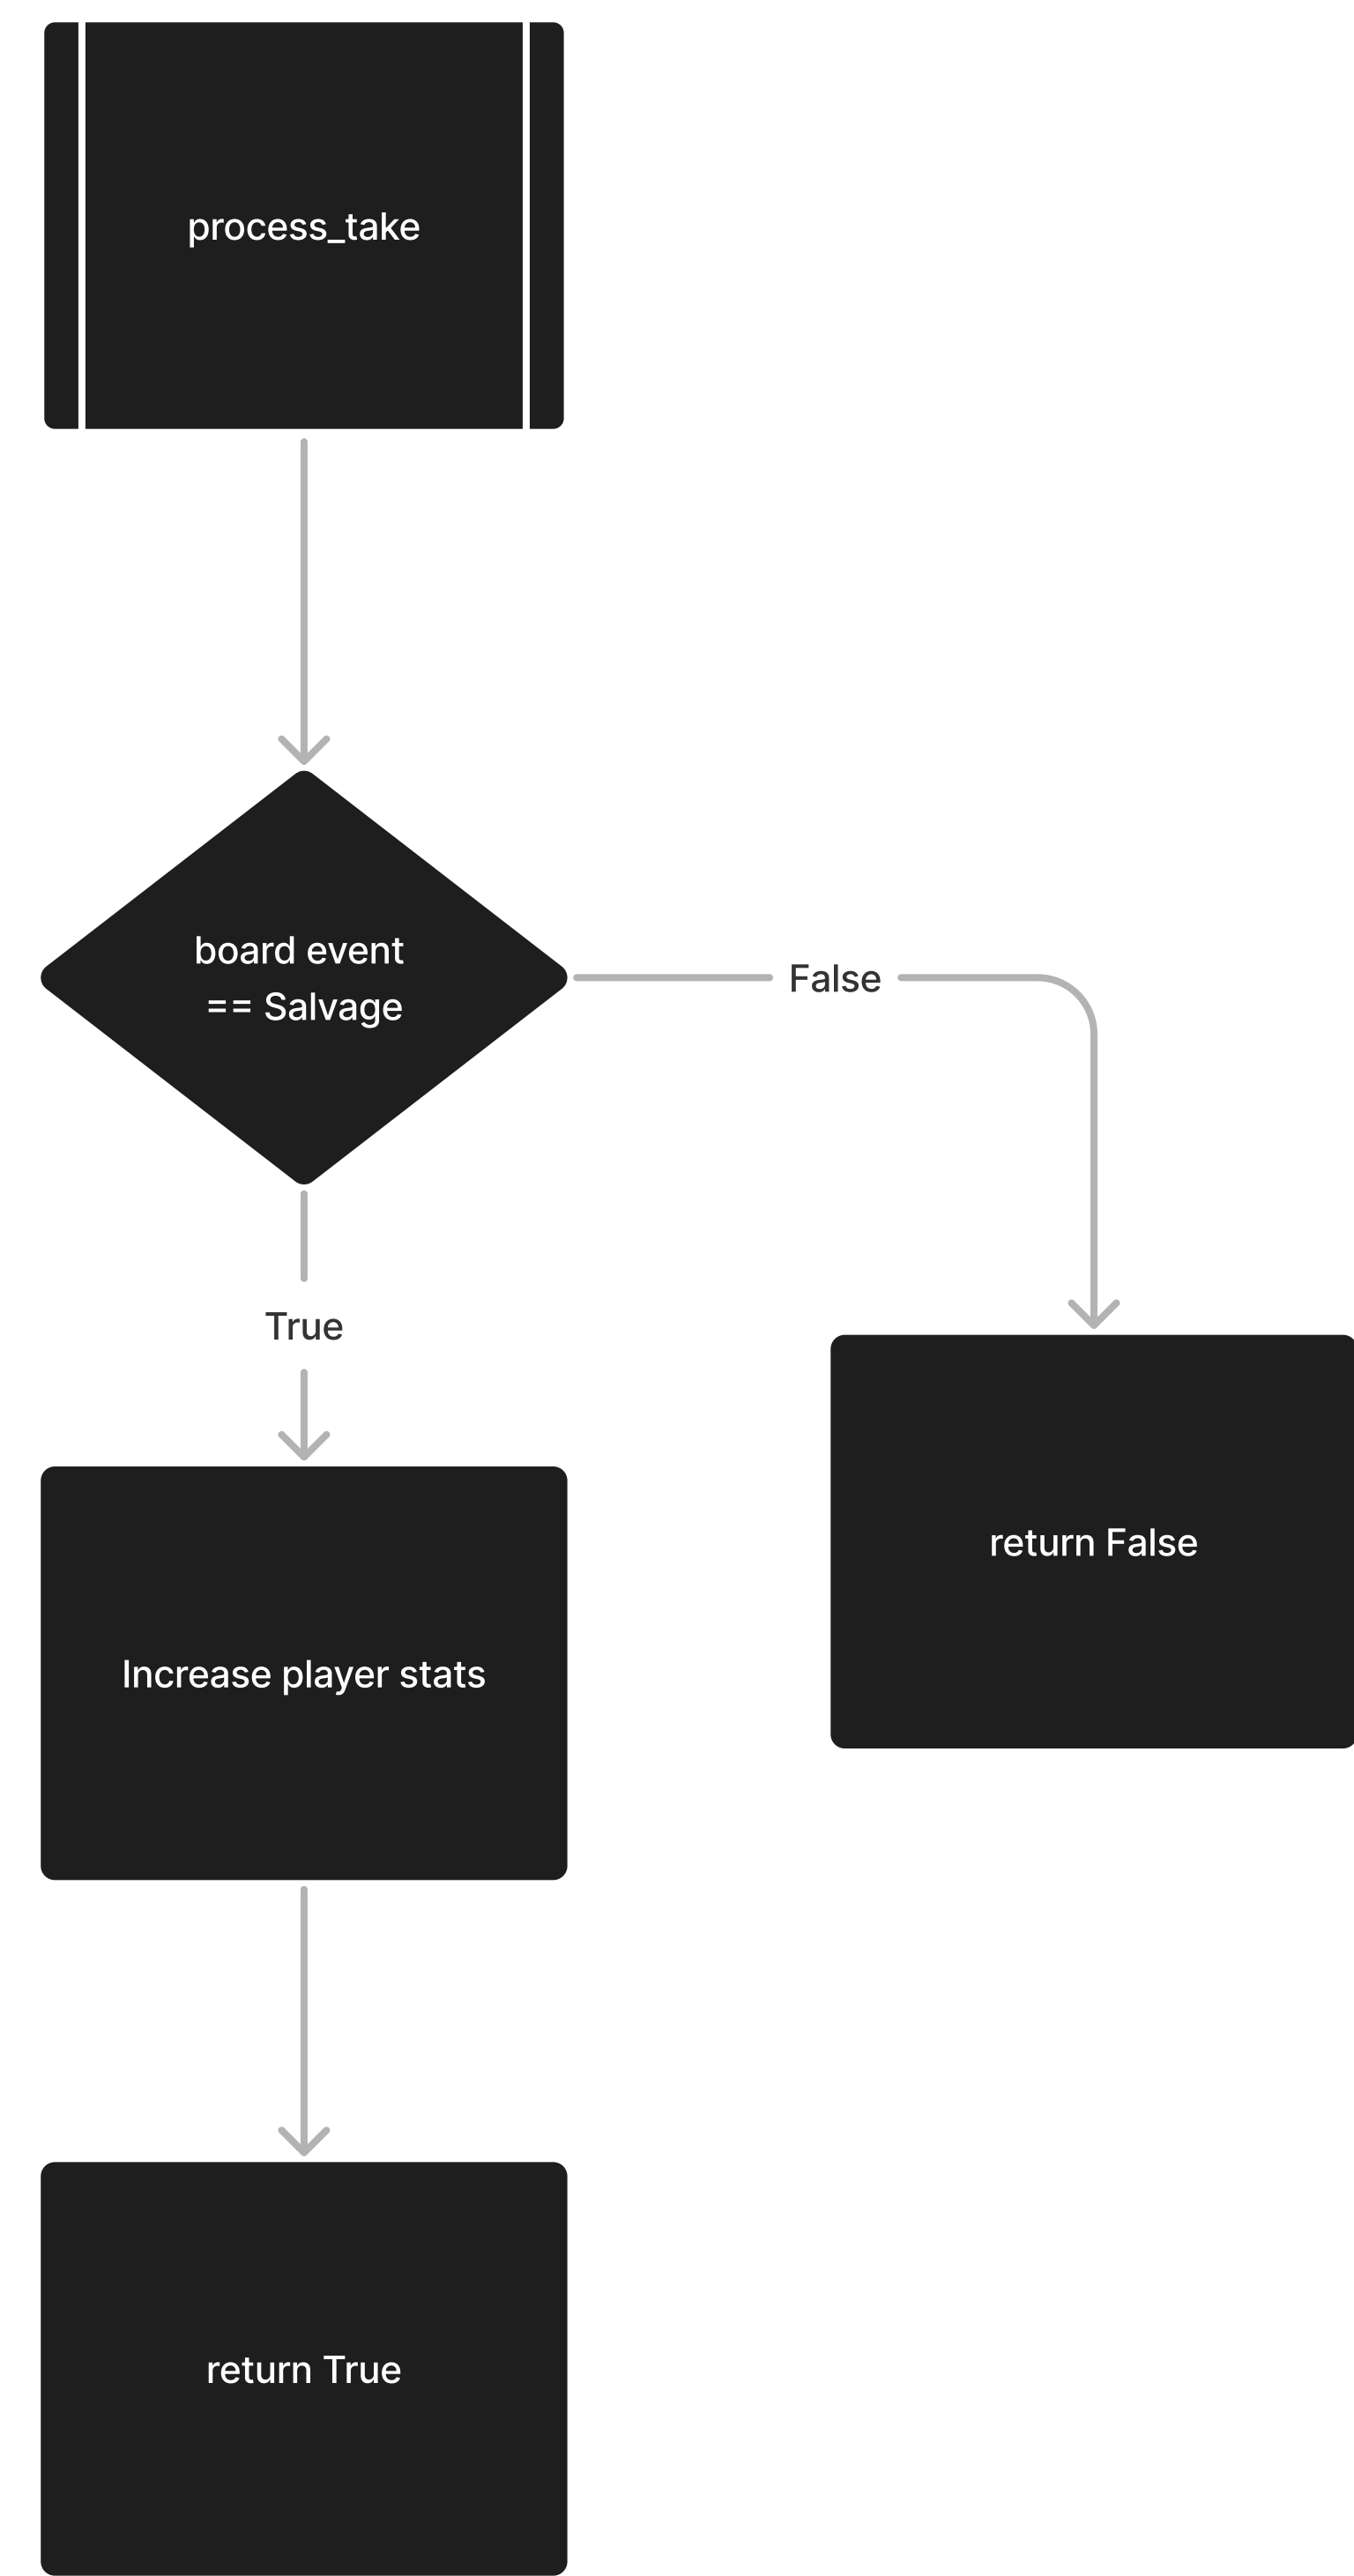 process_take
board event
== Salvage
False
True
return False
Increase player stats
return True